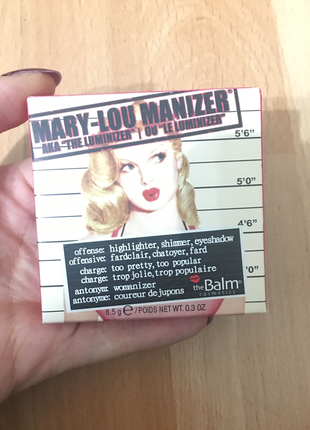 MARY-LOU MANIZER®
AKA "THE LUMINIZER" | OU "LE LUMINIZER"
5'6"
5'0"
4'6"
offense: highlighter, shimmer, eyeshadow
offensive: fardclair, chatoyer, fard
charge: too pretty, too popular
charge: trop jolie, trop populaire
antonym: womanizer
antonyme: coureur de jupons
'0"
theBalm®
cosmetics
8.5 g e / POIDS NET WT. 0.3 OZ.